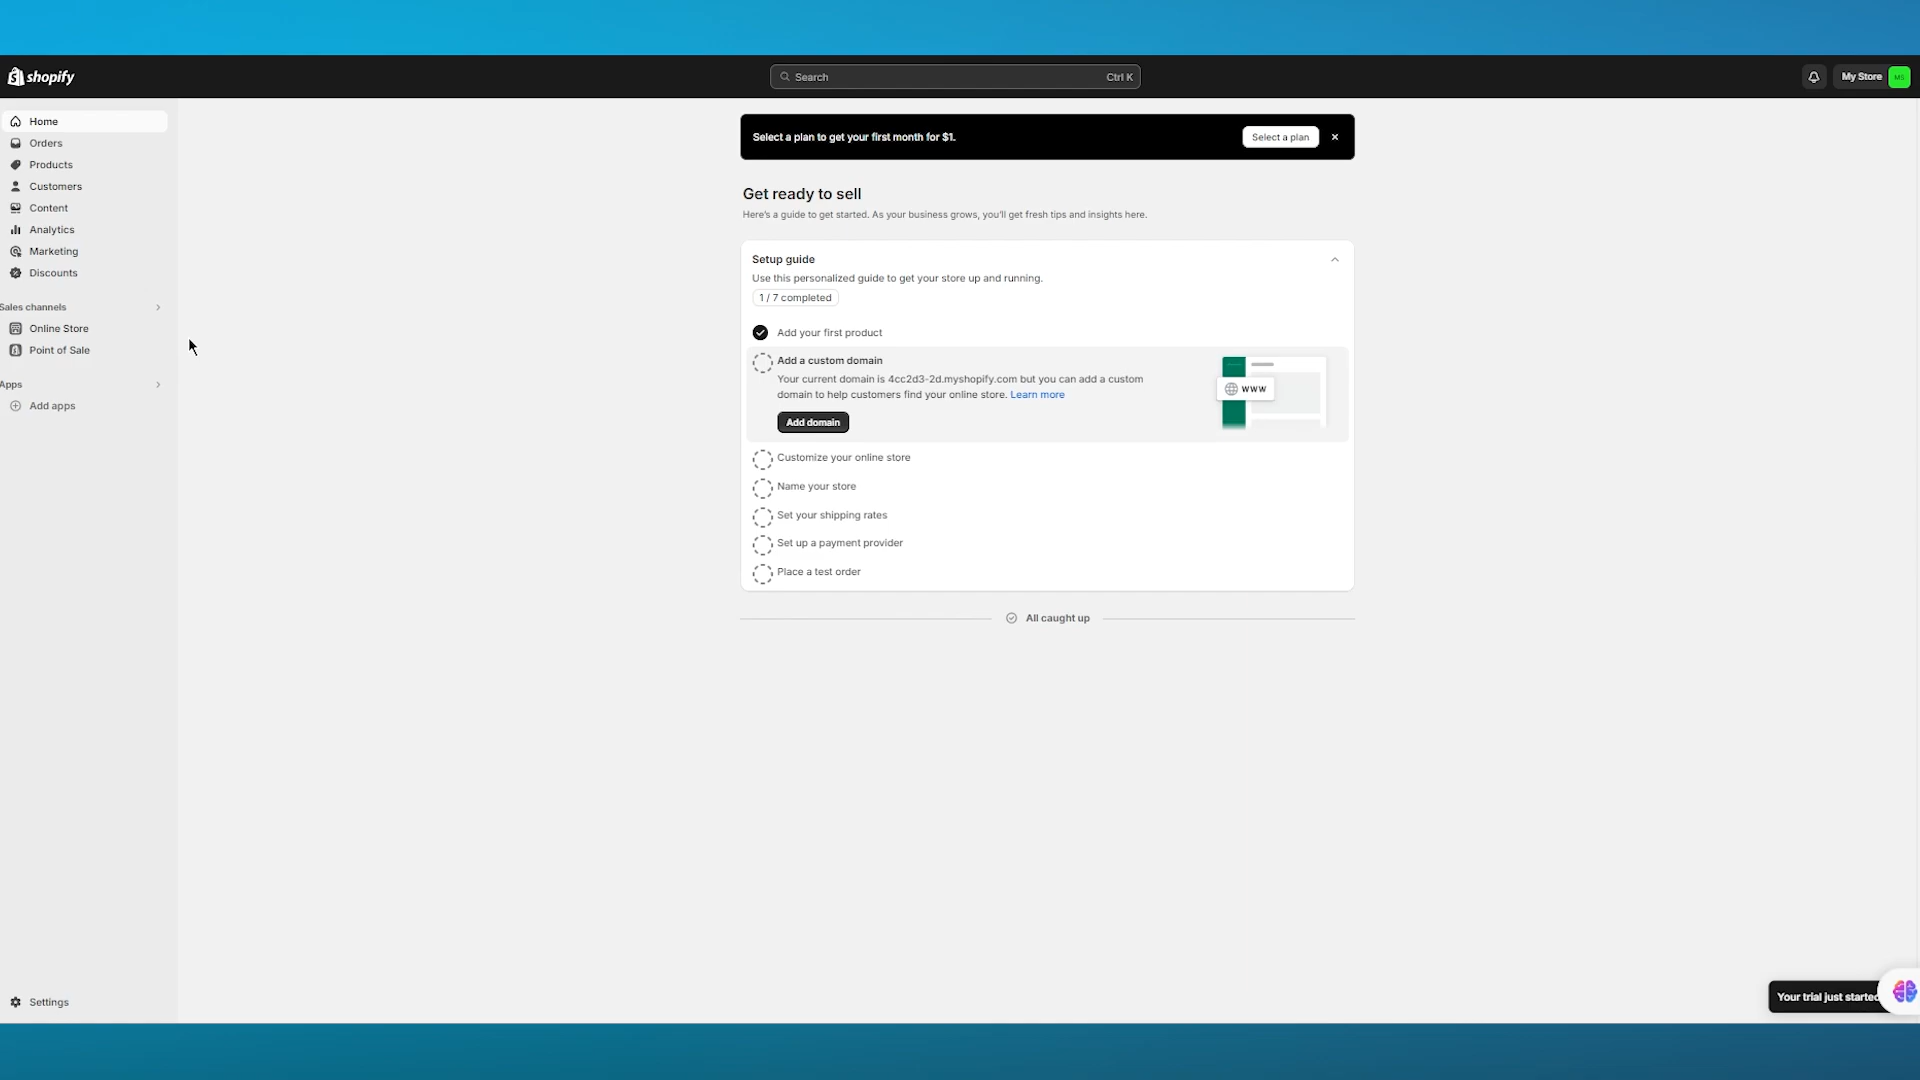 shopify
Search Ctrl K
My Store MS
Home
Orders
Products
Customers
Content
Analytics
Marketing
Discounts
Sales channels
Online Store
Point of Sale
Apps
Add apps
Settings
Select a plan to get your first month for $1.
Select a plan
Get ready to sell
Here's a guide to get started. As your business grows, you'll get fresh tips and insights here.
Setup guide
Use this personalized guide to get your store up and running.
1 / 7 completed
Add your first product
Add a custom domain
Your current domain is 4cc2d3-2d.myshopify.com but you can add a custom
domain to help customers find your online store. Learn more
Add domain
www
Customize your online store
Name your store
Set your shipping rates
Set up a payment provider
Place a test order
All caught up
Your trial just started